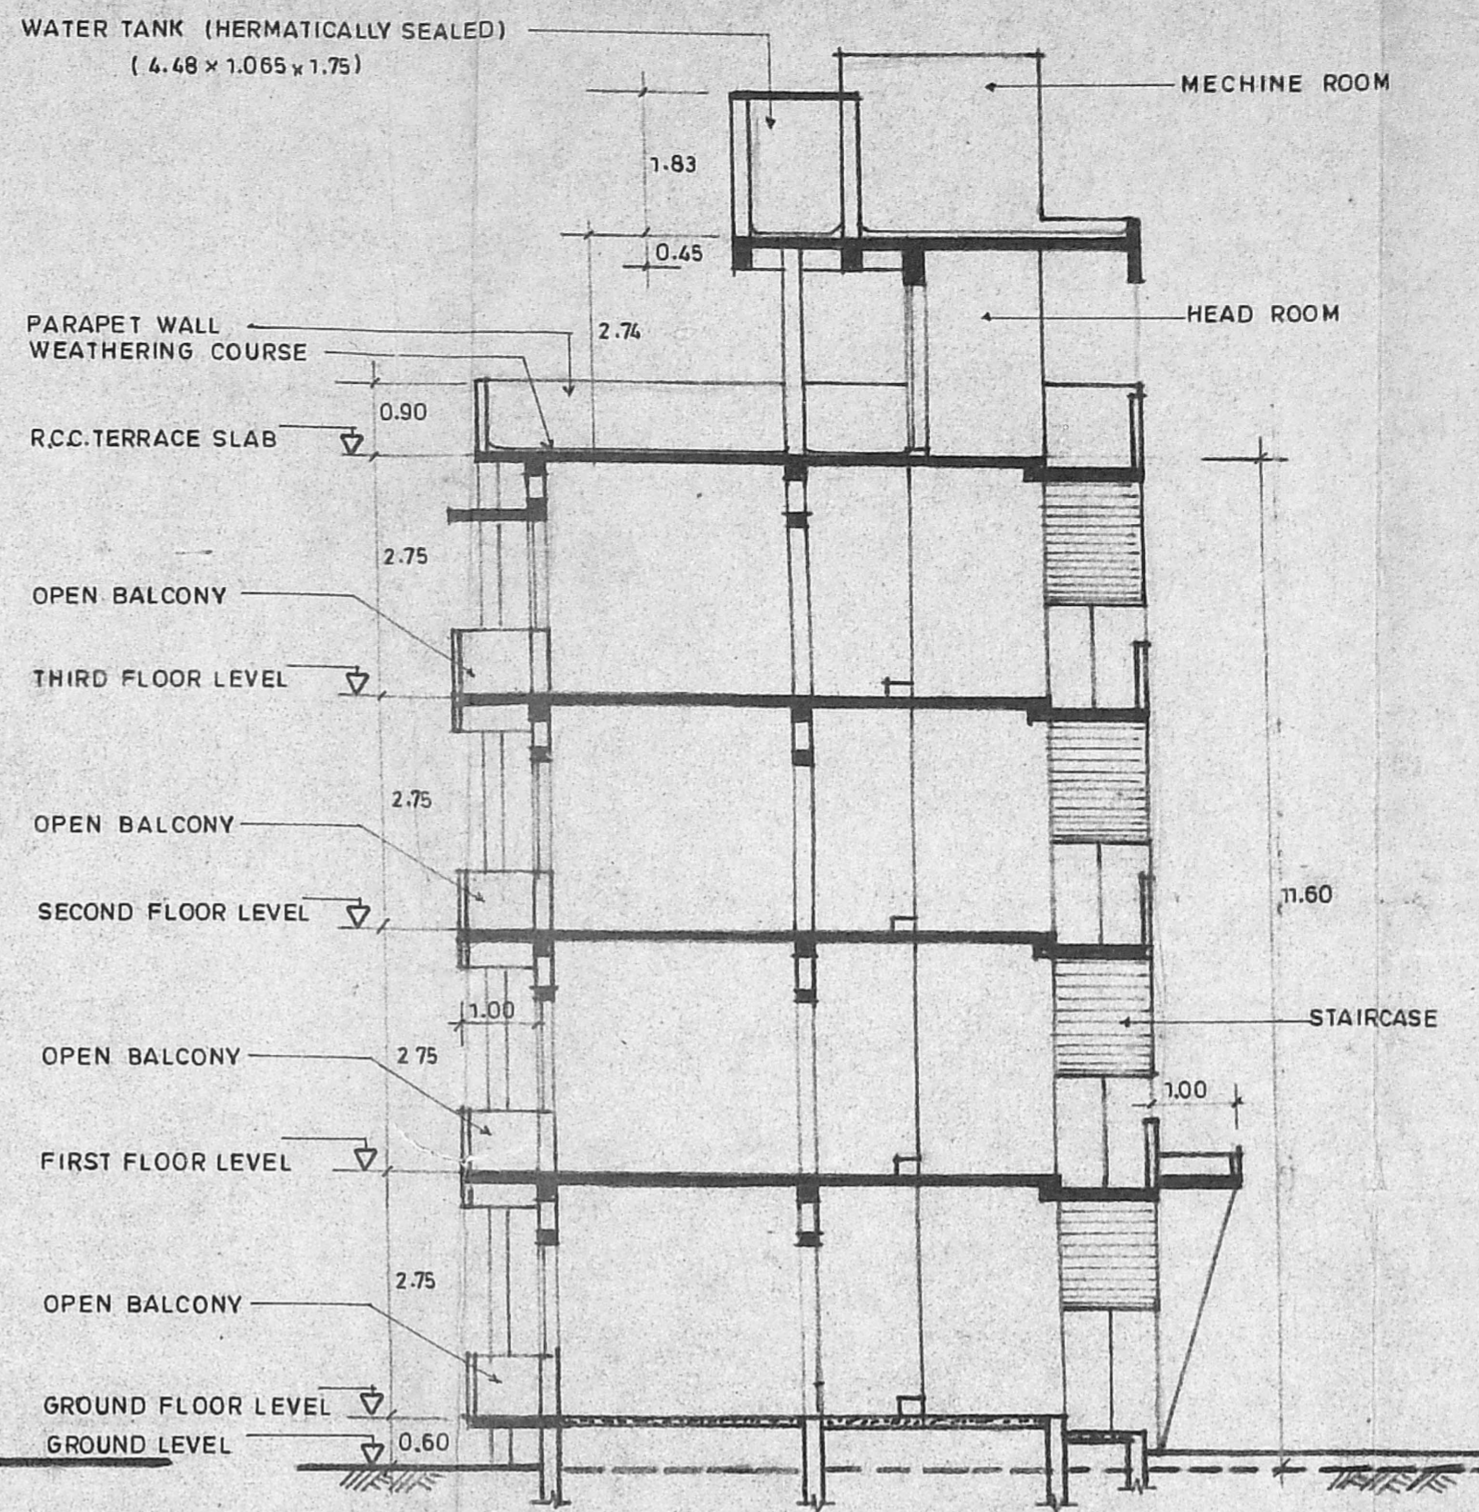 WATER TANK (HERMATICALLY SEALED)
(4.48 × 1.065 × 1.75)
MECHINE ROOM
1.83
0.45
HEAD ROOM
PARAPET WALL
2.74
WEATHERING COURSE
0.90
R.C.C. TERRACE SLAB
2.75
OPEN BALCONY
THIRD FLOOR LEVEL
2.75
OPEN BALCONY
11.60
SECOND FLOOR LEVEL
1.00
STAIRCASE
OPEN BALCONY
2.75
1.00
FIRST FLOOR LEVEL
2.75
OPEN BALCONY
GROUND FLOOR LEVEL
GROUND LEVEL
0.60